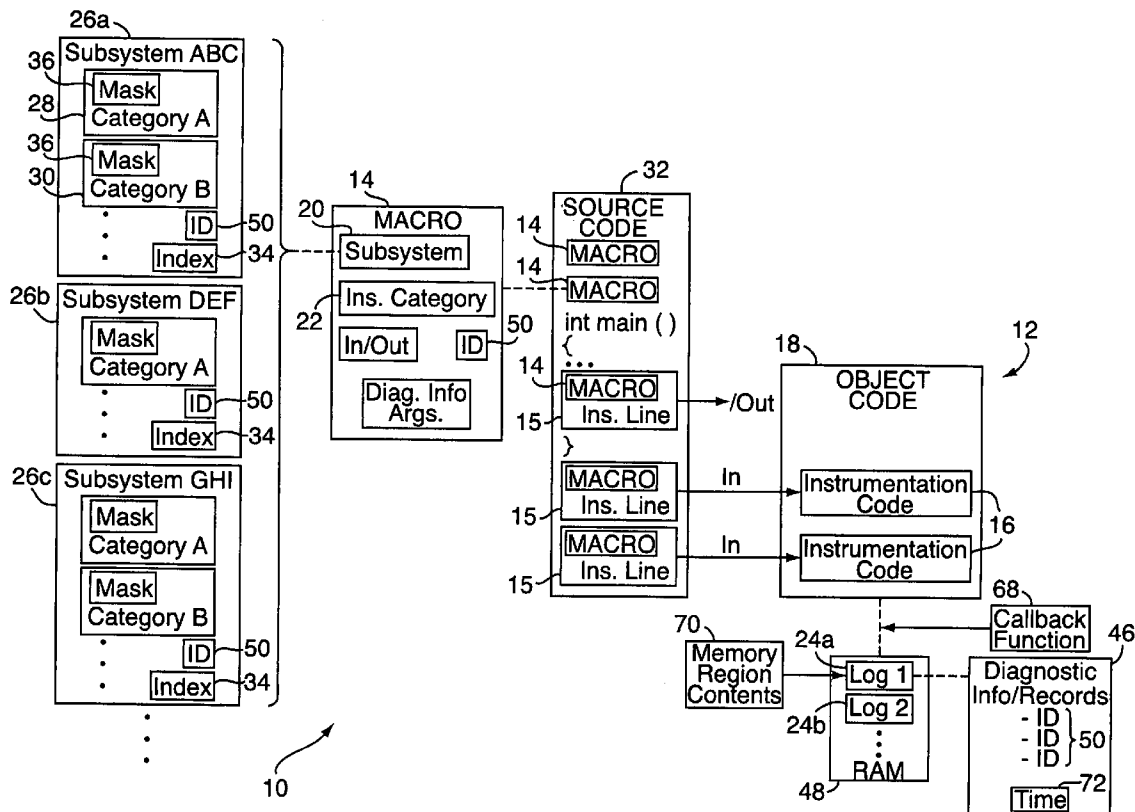 26a
Subsystem ABC
36
Mask
28
Category A
36
Mask
30
Category B
ID
50
Index
34
26b
Subsystem DEF
Mask
Category A
ID
50
Index
34
26c
Subsystem GHI
Mask
Category A
Mask
Category B
ID
50
Index
34
10
14
MACRO
20
Subsystem
Ins. Category
22
In/Out
ID
50
Diag. Info
Args.
32
SOURCE
CODE
14
MACRO
14
MACRO
int main ( )
{
...
14
MACRO
15
Ins. Line
/Out
}
MACRO
15
Ins. Line
In
MACRO
15
Ins. Line
In
18
12
OBJECT
CODE
Instrumentation
Code
16
Instrumentation
Code
68
Callback
Function
70
Memory
Region
Contents
24a
Log 1
24b
Log 2
RAM
48
46
Diagnostic
Info/Records
- ID
- ID
- ID
} 50
72
Time